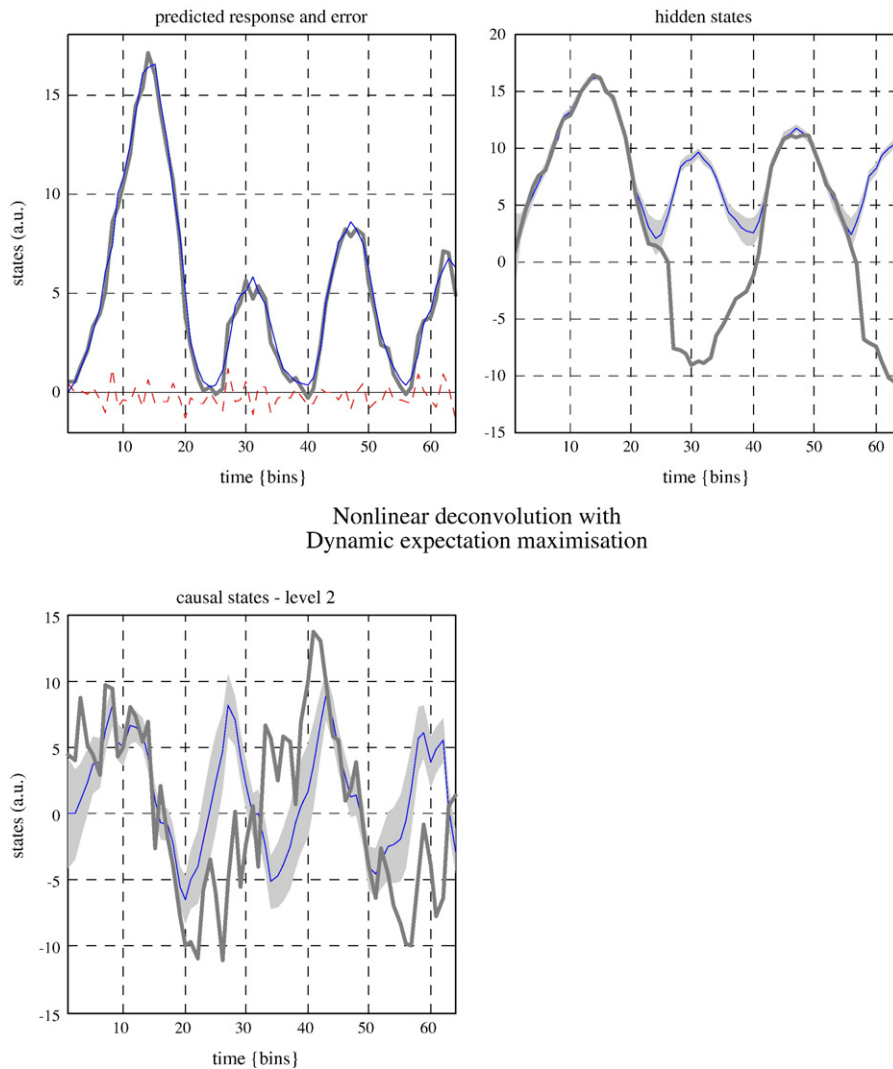 predicted response and error
15
10
5
0
states (a.u.)
10 20 30 40 50 60
time {bins}
hidden states
20
15
10
5
0
-5
-10
-15
10 20 30 40 50 60
time {bins}
Nonlinear deconvolution with
Dynamic expectation maximisation
causal states - level 2
15
10
5
0
-5
-10
-15
states (a.u.)
10 20 30 40 50 60
time {bins}